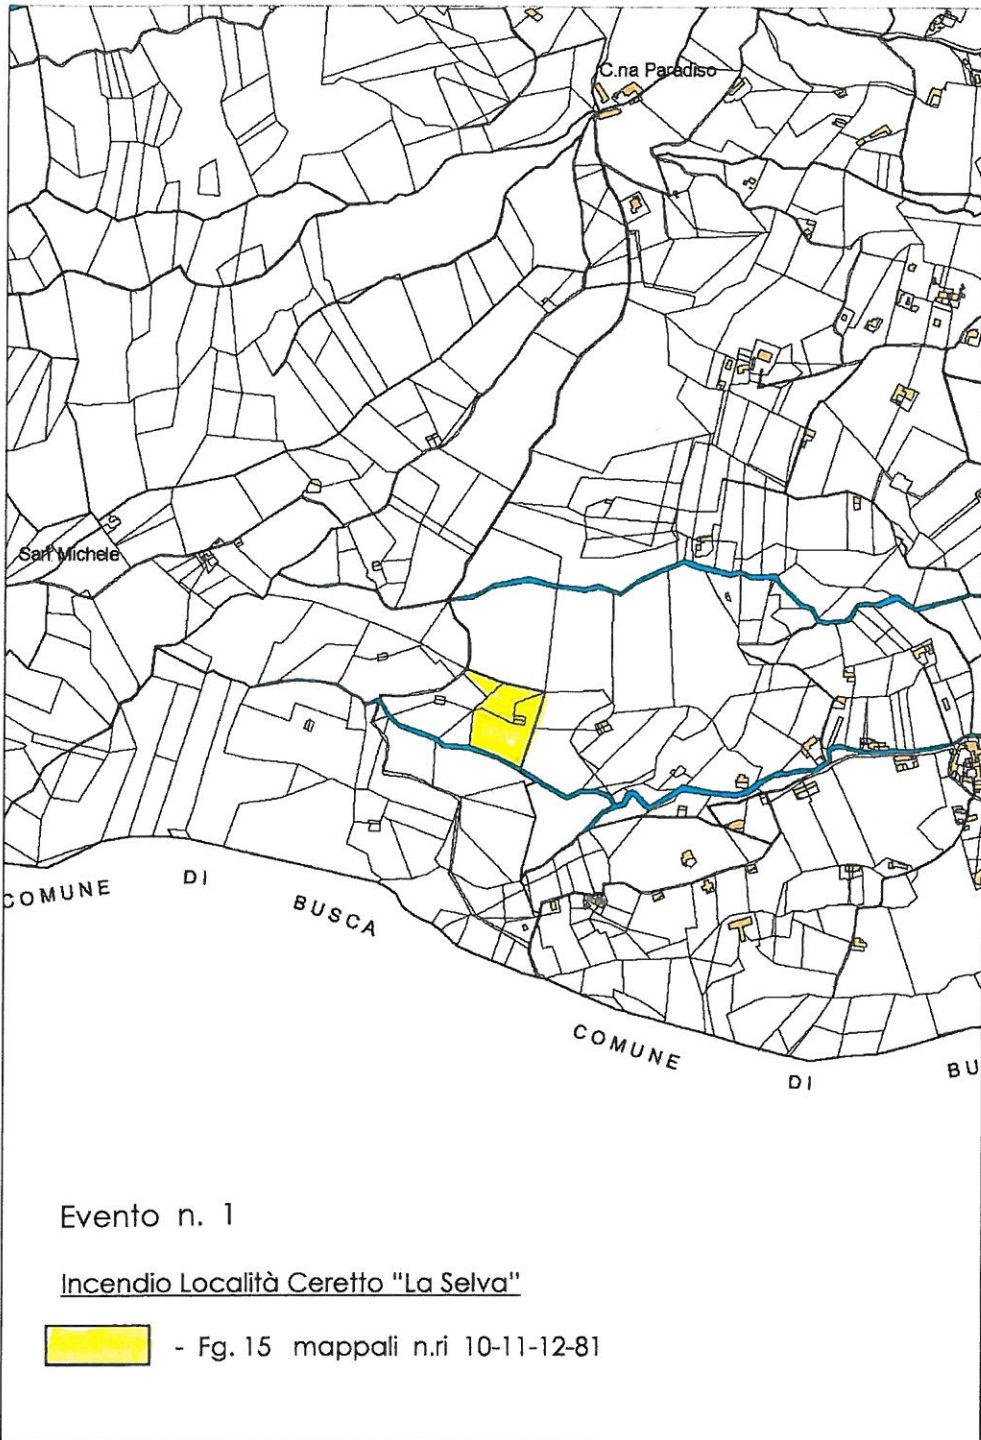 C.na Paradiso
San Michele
COMUNE DI BUSCA
COMUNE DI BU
Evento n. 1
Incendio Località Ceretto "La Selva"
- Fg. 15 mappali n.ri 10-11-12-81